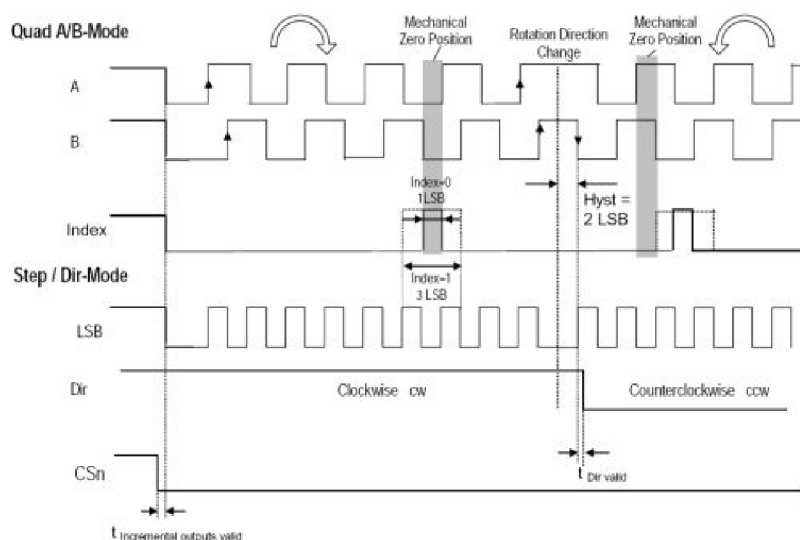 Quad A/B-Mode
Mechanical
Zero Position
Rotation Direction
Change
Mechanical
Zero Position
A
B
Index=0
1LSB
Hyst =
2 LSB
Index
Index=1
3 LSB
Step / Dir-Mode
LSB
Dir
Clockwise cw
Counterclockwise ccw
CSn
t Dir valid
t Incremental outputs valid